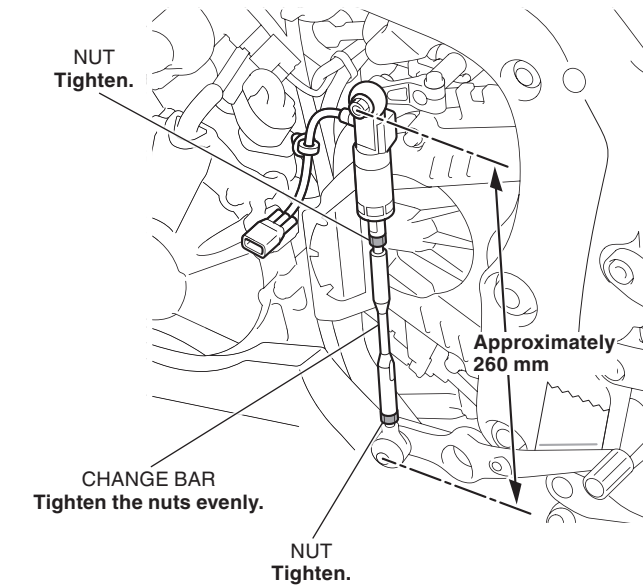 NUT
Tighten.
Approximately
260 mm
CHANGE BAR
Tighten the nuts evenly.
NUT
Tighten.